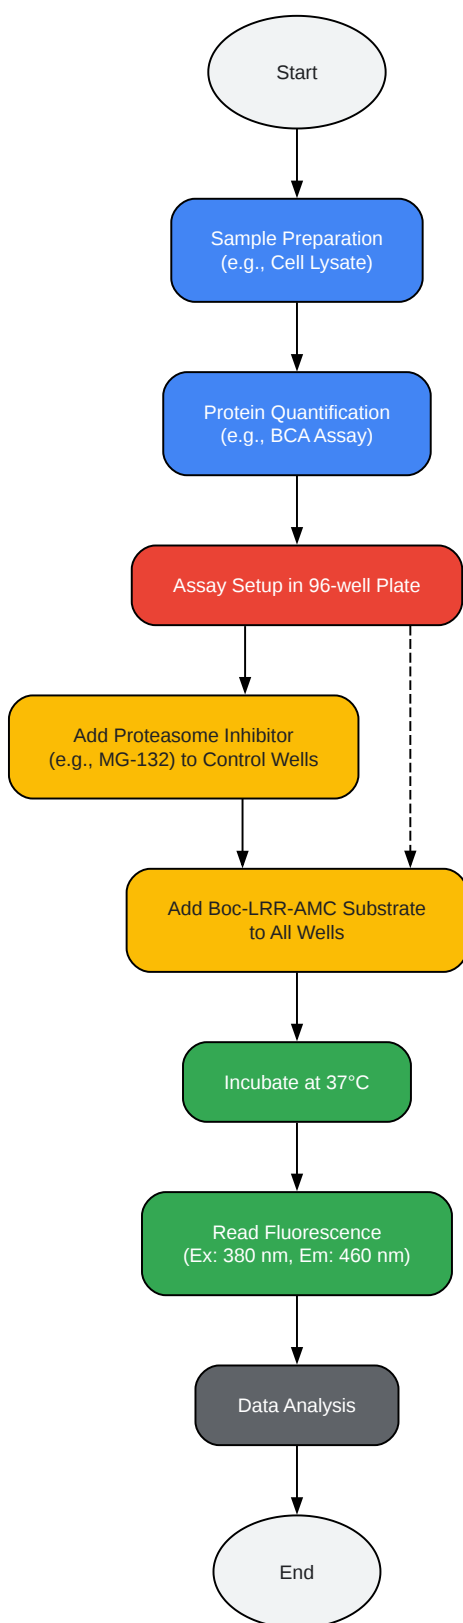 Start
Sample Preparation
(e.g., Cell Lysate)
Protein Quantification
(e.g., BCA Assay)
Assay Setup in 96-well Plate
Add Proteasome Inhibitor
(e.g., MG-132) to Control Wells
Add Boc-LRR-AMC Substrate
to All Wells
Incubate at 37°C
Read Fluorescence
(Ex: 380 nm, Em: 460 nm)
Data Analysis
End